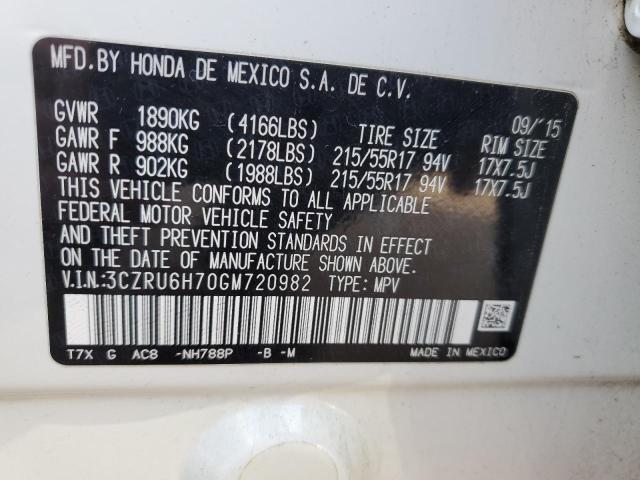 MFD.BY HONDA DE MEXICO S.A. DE C.V.
09/'15
GVWR 1890KG (4166LBS) TIRE SIZE RIM SIZE
GAWR F 988KG (2178LBS) 215/55R17 94V 17X7.5J
GAWR R 902KG (1988LBS) 215/55R17 94V 17X7.5J
THIS VEHICLE CONFORMS TO ALL APPLICABLE
FEDERAL MOTOR VEHICLE SAFETY
AND THEFT PREVENTION STANDARDS IN EFFECT
ON THE DATE OF MANUFACTURE SHOWN ABOVE.
V.I.N.:3CZRU6H70GM720982 TYPE: MPV
T7X G AC8 -NH788P -B -M MADE IN MEXICO